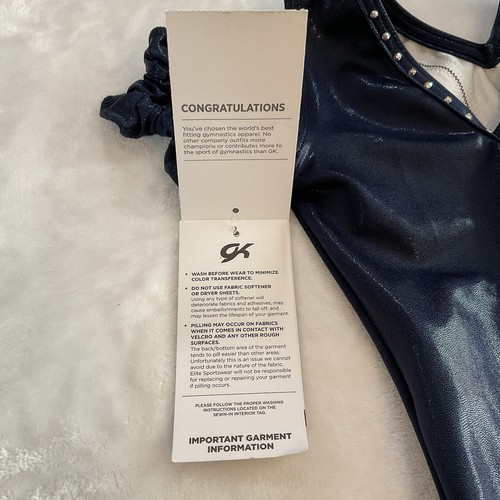 CONGRATULATIONS
You've chosen the world's best
fitting gymnastics apparel. No
other company outfits more
champions or contributes more to
the sport of gymnastics than GK.
GK
• WASH BEFORE WEAR TO MINIMIZE
COLOR TRANSFERENCE.
• DO NOT USE FABRIC SOFTENER
OR DRYER SHEETS.
Using any type of softener will
deteriorate fabrics and adhesives, may
cause embellishments to fall off, and
may lessen the lifespan of your garment.
• PILLING MAY OCCUR ON FABRICS
WHEN IT COMES IN CONTACT WITH
VELCRO AND ANY OTHER ROUGH
SURFACES.
The back/bottom area of the garment
tends to pill easier than other areas.
Unfortunately this is an issue we cannot
avoid due to the nature of the fabric.
Elite Sportswear will not be responsible
for replacing or repairing your garment
if pilling occurs.
PLEASE FOLLOW THE PROPER WASHING
INSTRUCTIONS LOCATED ON THE
SEWN-IN INTERIOR TAG.
IMPORTANT GARMENT
INFORMATION